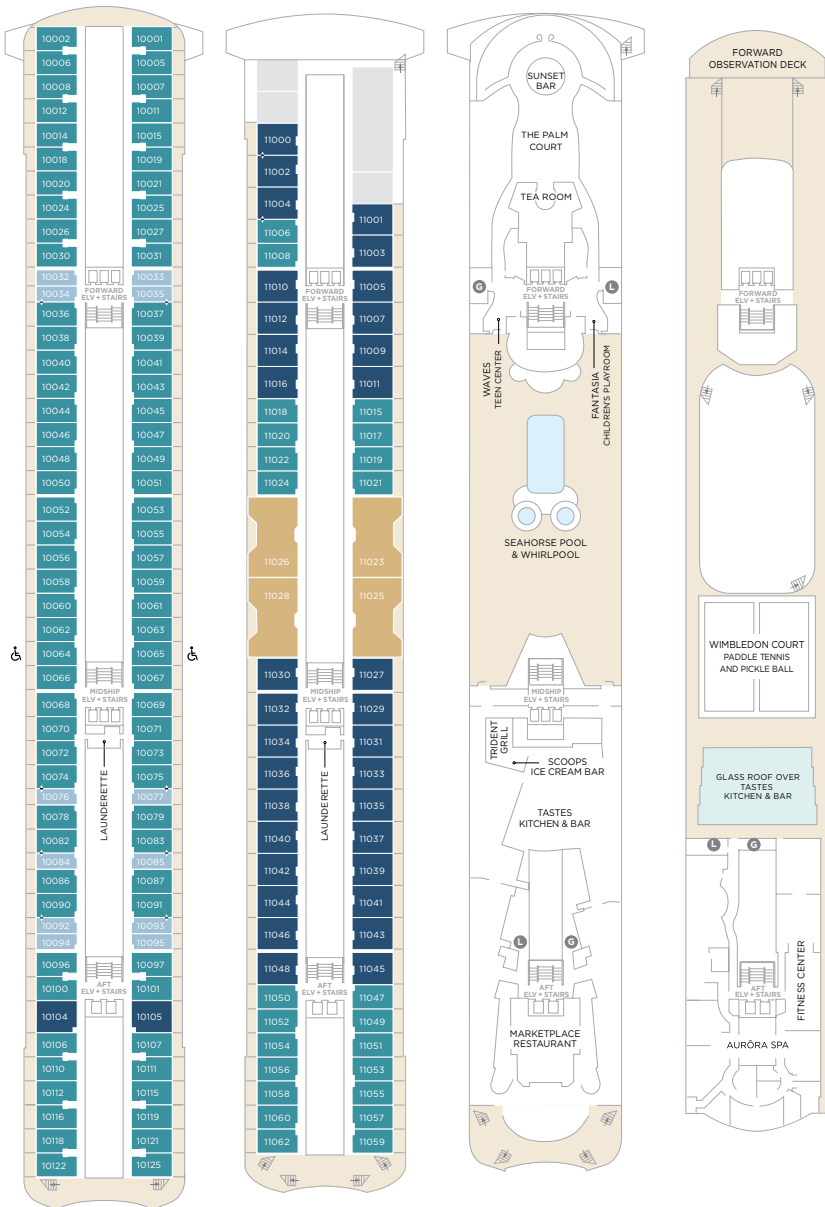 10002
10001
10006
10005
10008
10007
10012
10011
10014
10015
10018
10019
10020
10021
10024
10025
10026
10027
10030
10031
10032
10033
FORWARD
ELV + STAIRS
10034
10035
10036
10037
10038
10039
10040
10041
10042
10043
10044
10045
10046
10047
10048
10049
10050
10051
10052
10053
10054
10055
10056
10057
10058
10059
10060
10061
10062
10063
10064
10065
10066
10067
MIDSHIP
ELV + STAIRS
10068
10069
10070
10071
10072
10073
10074
10075
10076
10077
LAUNDERETTE
10078
10079
10082
10083
10084
10085
10086
10087
10090
10091
10092
10093
10094
10095
10096
10097
AFT
ELV + STAIRS
10100
10101
10104
10105
10106
10107
10110
10111
10112
10115
10116
10119
10118
10121
10122
10125
11000
11002
11004
11001
11006
11003
11008
11010
11005
FORWARD
ELV + STAIRS
11012
11007
11014
11009
11016
11011
11018
11015
11020
11017
11022
11019
11024
11021
11026
11023
11028
11025
11030
11027
MIDSHIP
ELV + STAIRS
11032
11029
11034
11031
11036
11033
LAUNDERETTE
11038
11035
11040
11037
11042
11039
11044
11041
11046
11043
11048
11045
AFT
ELV + STAIRS
11050
11047
11052
11049
11054
11051
11056
11053
11058
11055
11060
11057
11062
11059
SUNSET
BAR
THE PALM
COURT
TEA ROOM
G
L
FORWARD
ELV + STAIRS
WAVES
TEEN CENTER
FANTASIA
CHILDREN'S PLAYROOM
SEAHORSE POOL
& WHIRLPOOL
MIDSHIP
ELV + STAIRS
TRIDENT
GRILL
SCOOPS
ICE CREAM BAR
TASTES
KITCHEN & BAR
L
G
AFT
ELV + STAIRS
MARKETPLACE
RESTAURANT
FORWARD
OBSERVATION DECK
FORWARD
ELV + STAIRS
WIMBLEDON COURT
PADDLE TENNIS
AND PICKLE BALL
GLASS ROOF OVER
TASTES
KITCHEN & BAR
L
G
FITNESS CENTER
AFT
ELV + STAIRS
AURŌRA SPA